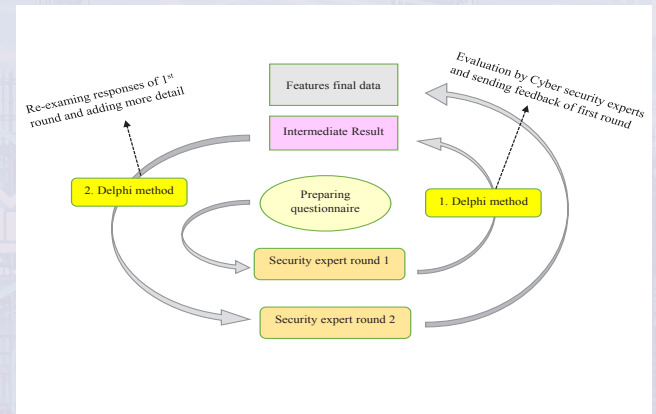 Re-examing responses of 1st
round and adding more detail
Evaluation by Cyber security experts
and sending feedback of first round
Features final data
Intermediate Result
2. Delphi method
Preparing
questionnaire
1. Delphi method
Security expert round 1
Security expert round 2